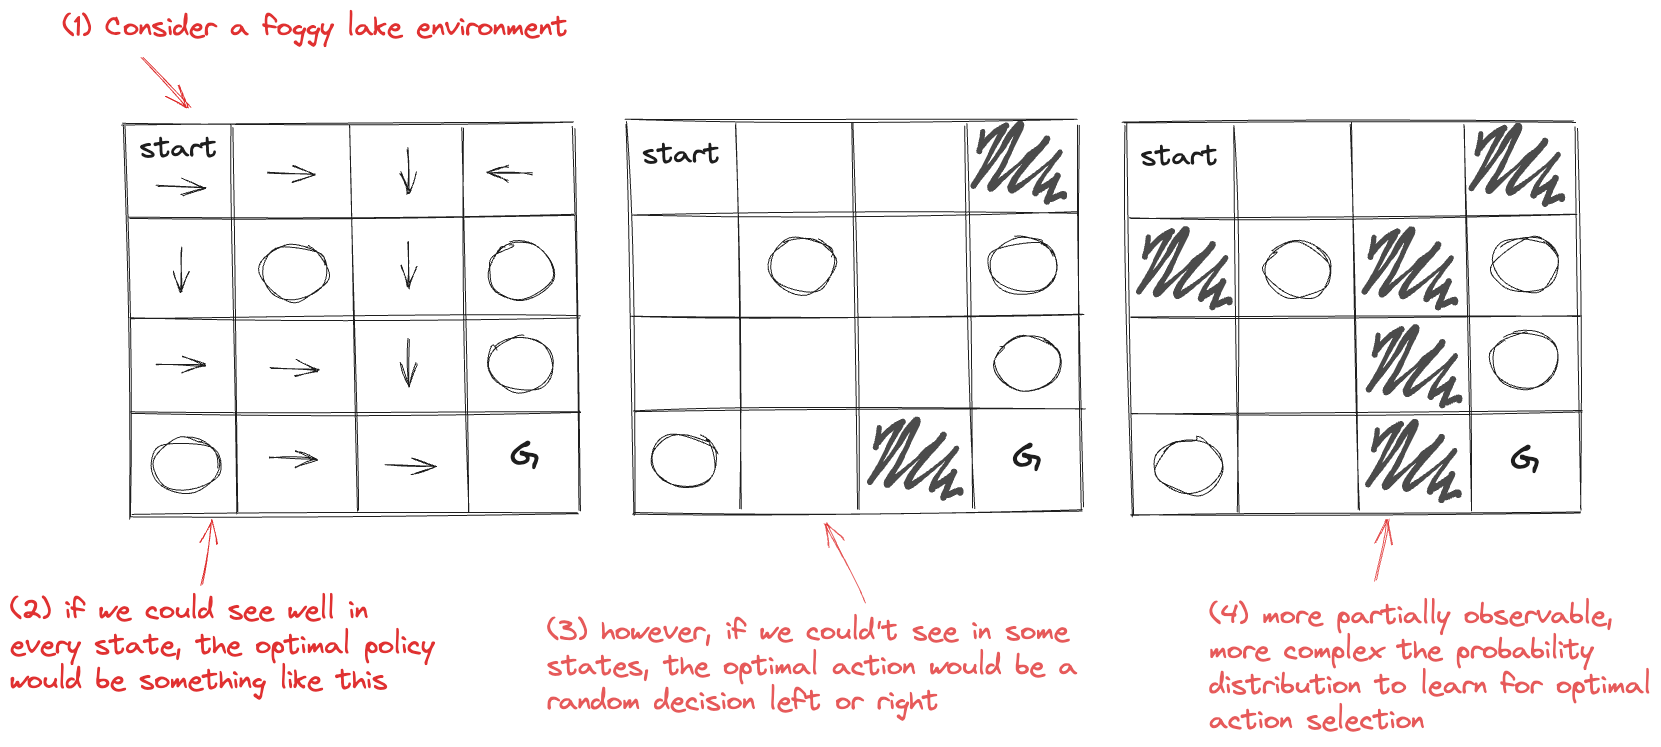 (1) Consider a foggy lake environment
start
start
start
G
G
G
(2) if we could see well in
every state, the optimal policy
would be something like this
(3) however, if we could't see in some
states, the optimal action would be a
random decision left or right
(4) more partially observable,
more complex the probability
distribution to learn for optimal
action selection